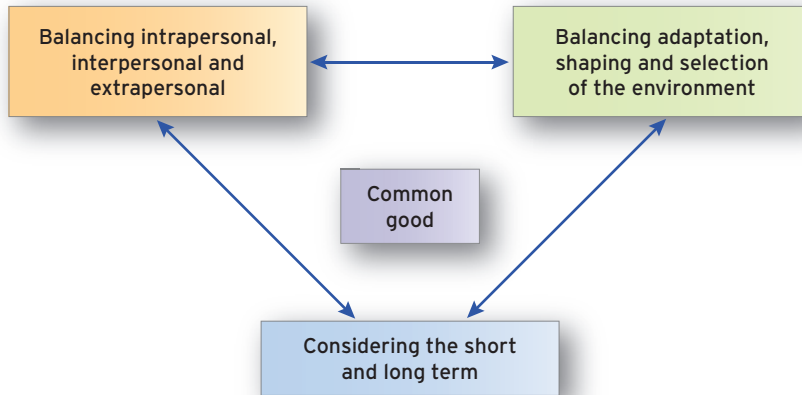 Balancing intrapersonal,
interpersonal and
extrapersonal
Balancing adaptation,
shaping and selection
of the environment
Common
good
Considering the short
and long term